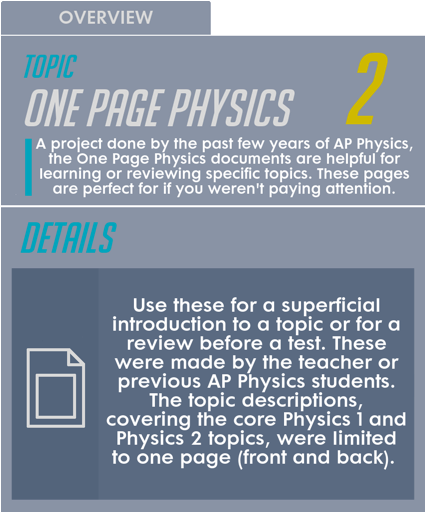 OVERVIEW
TOPIC
ONE PAGE PHYSICS
2
A project done by the past few years of AP Physics,
the One Page Physics documents are helpful for
learning or reviewing specific topics. These pages
are perfect for if you weren't paying attention.
DETAILS
Use these for a superficial
introduction to a topic or for a
review before a test. These
were made by the teacher or
previous AP Physics students.
The topic descriptions,
covering the core Physics 1 and
Physics 2 topics, were limited
to one page (front and back).